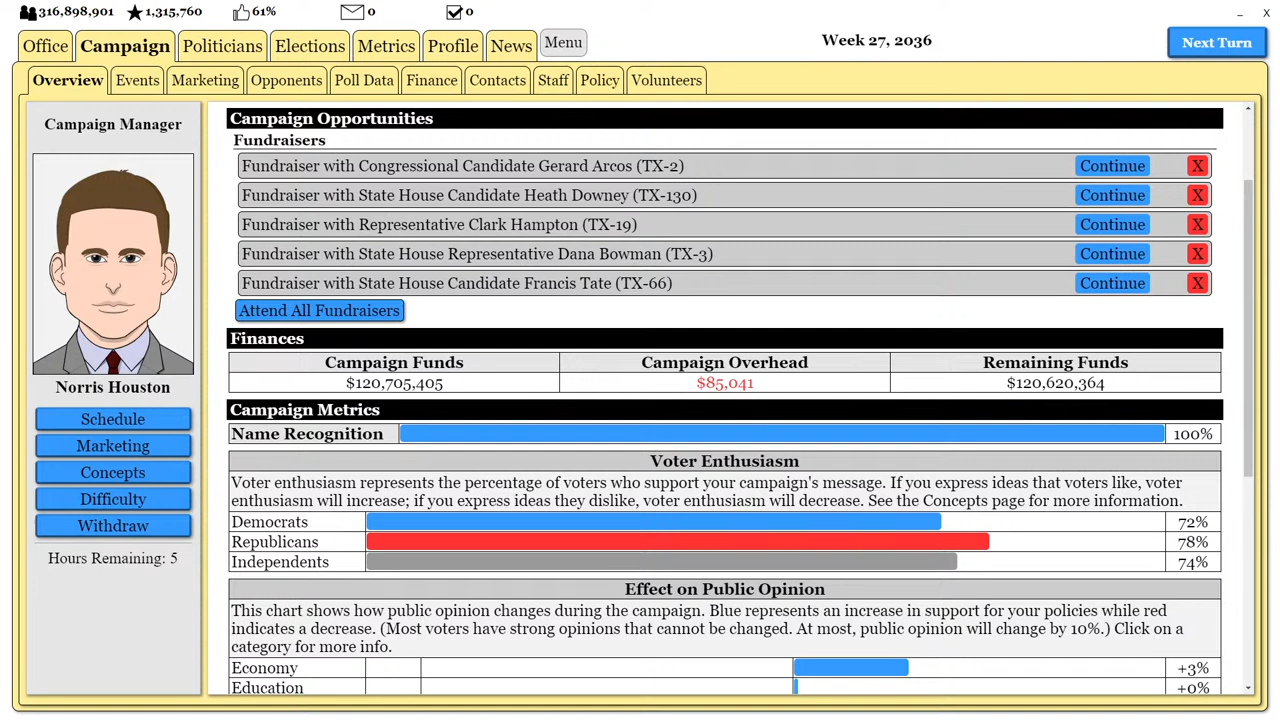 316,898,901 1,315,760 61% 0 0
_ X
Office Campaign Politicians Elections Metrics Profile News Menu Week 27, 2036 Next Turn
Overview Events Marketing Opponents Poll Data Finance Contacts Staff Policy Volunteers
Campaign Manager
Norris Houston
Schedule
Marketing
Concepts
Difficulty
Withdraw
Hours Remaining: 5
Campaign Opportunities
Fundraisers
Fundraiser with Congressional Candidate Gerard Arcos (TX-2) Continue X
Fundraiser with State House Candidate Heath Downey (TX-130) Continue X
Fundraiser with Representative Clark Hampton (TX-19) Continue X
Fundraiser with State House Representative Dana Bowman (TX-3) Continue X
Fundraiser with State House Candidate Francis Tate (TX-66) Continue X
Attend All Fundraisers
Finances
Campaign Funds Campaign Overhead Remaining Funds
$120,705,405 $85,041 $120,620,364
Campaign Metrics
Name Recognition 100%
Voter Enthusiasm
Voter enthusiasm represents the percentage of voters who support your campaign's message. If you express ideas that voters like, voter
enthusiasm will increase; if you express ideas they dislike, voter enthusiasm will decrease. See the Concepts page for more information.
Democrats 72%
Republicans 78%
Independents 74%
Effect on Public Opinion
This chart shows how public opinion changes during the campaign. Blue represents an increase in support for your policies while red
indicates a decrease. (Most voters have strong opinions that cannot be changed. At most, public opinion will change by 10%.) Click on a
category for more info.
Economy +3%
Education +0%